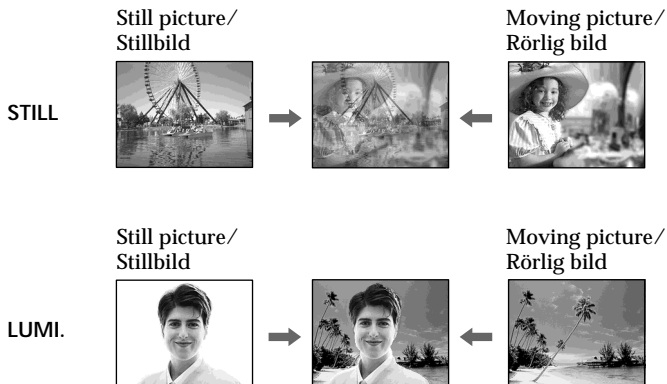 Still picture/
Stillbild
Moving picture/
Rörlig bild
STILL
Still picture/
Stillbild
Moving picture/
Rörlig bild
LUMI.